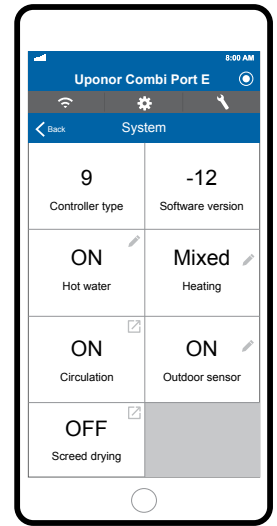 8:00 AM
Uponor Combi Port E
Back System
9 -12
Controller type Software version
ON Mixed
Hot water Heating
ON ON
Circulation Outdoor sensor
OFF
Screed drying